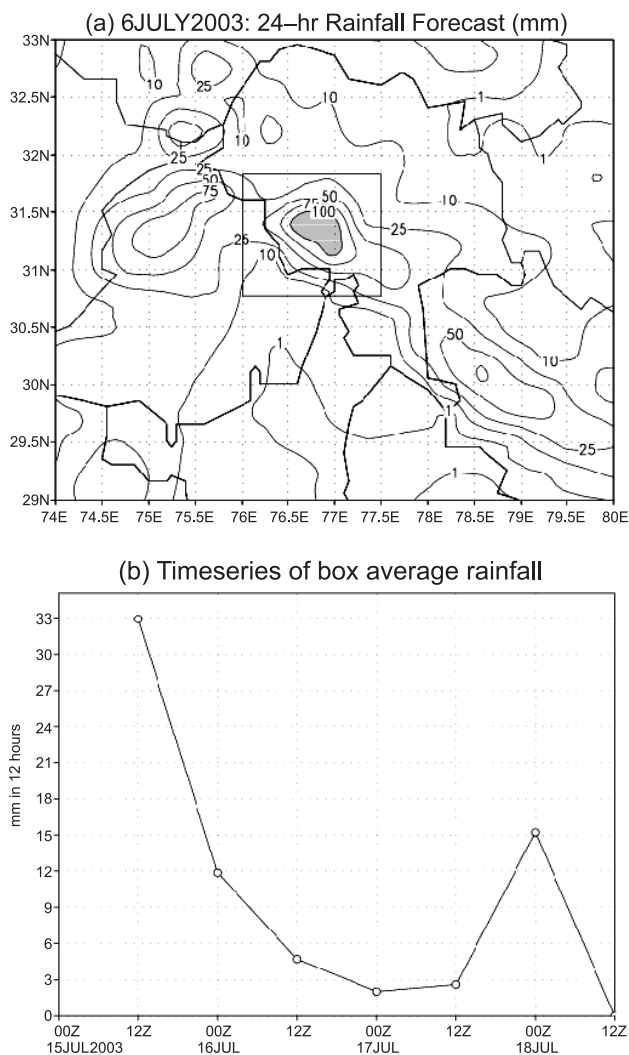 (a) 6JULY2003: 24–hr Rainfall Forecast (mm)
33N
32.5N
32N
31.5N
31N
30.5N
30N
29.5N
29N
10
25
10
10
1
1
25
25
50
75
50
75
100
10
25
25
10
1
50
10
1
25
1
74E 74.5E 75E 75.5E 76E 76.5E 77E 77.5E 78E 78.5E 79E 79.5E 80E
(b) Timeseries of box average rainfall
mm in 12 hours
33
30
27
24
21
18
15
12
9
6
3
0
00Z 12Z 00Z 12Z 00Z 12Z 00Z 12Z
15JUL2003 16JUL 17JUL 18JUL